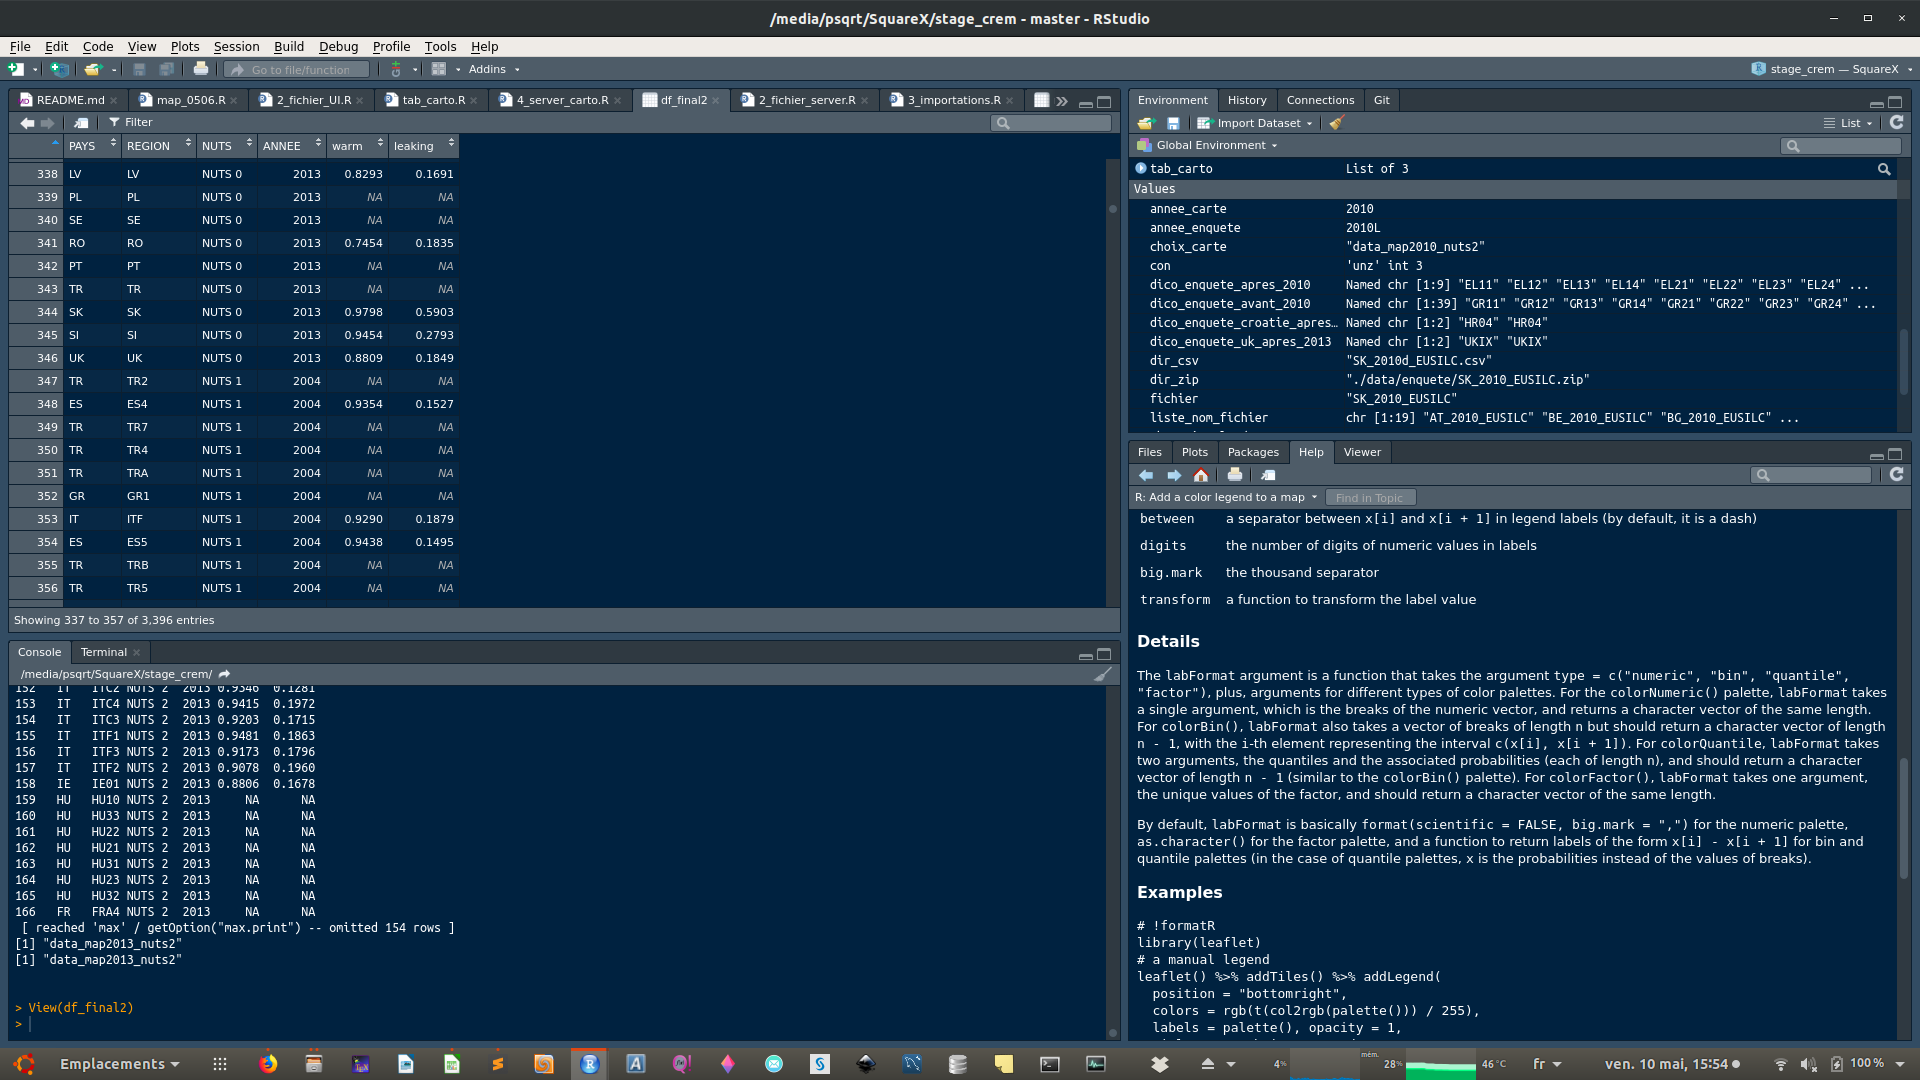 /media/psqrt/SquareX/stage_crem - master - RStudio
File Edit Code View Plots Session Build Debug Profile Tools Help
Go to file/function Addins stage_crem — SquareX
README.md map_0506.R 2_fichier_UI.R tab_carto.R 4_server_carto.R df_final2 2_fichier_server.R 3_importations.R
Filter
PAYS REGION NUTS ANNEE warm leaking
338 LV LV NUTS 0 2013 0.8293 0.1691
339 PL PL NUTS 0 2013 NA NA
340 SE SE NUTS 0 2013 NA NA
341 RO RO NUTS 0 2013 0.7454 0.1835
342 PT PT NUTS 0 2013 NA NA
343 TR TR NUTS 0 2013 NA NA
344 SK SK NUTS 0 2013 0.9798 0.5903
345 SI SI NUTS 0 2013 0.9454 0.2793
346 UK UK NUTS 0 2013 0.8809 0.1849
347 TR TR2 NUTS 1 2004 NA NA
348 ES ES4 NUTS 1 2004 0.9354 0.1527
349 TR TR7 NUTS 1 2004 NA NA
350 TR TR4 NUTS 1 2004 NA NA
351 TR TRA NUTS 1 2004 NA NA
352 GR GR1 NUTS 1 2004 NA NA
353 IT ITF NUTS 1 2004 0.9290 0.1879
354 ES ES5 NUTS 1 2004 0.9438 0.1495
355 TR TRB NUTS 1 2004 NA NA
356 TR TR5 NUTS 1 2004 NA NA
Showing 337 to 357 of 3,396 entries
Console Terminal
/media/psqrt/SquareX/stage_crem/
152 IT ITC2 NUTS 2 2013 0.9346 0.1281
153 IT ITC4 NUTS 2 2013 0.9415 0.1972
154 IT ITC3 NUTS 2 2013 0.9203 0.1715
155 IT ITF1 NUTS 2 2013 0.9481 0.1863
156 IT ITF3 NUTS 2 2013 0.9173 0.1796
157 IT ITF2 NUTS 2 2013 0.9078 0.1960
158 IE IE01 NUTS 2 2013 0.8806 0.1678
159 HU HU10 NUTS 2 2013 NA NA
160 HU HU33 NUTS 2 2013 NA NA
161 HU HU22 NUTS 2 2013 NA NA
162 HU HU21 NUTS 2 2013 NA NA
163 HU HU31 NUTS 2 2013 NA NA
164 HU HU23 NUTS 2 2013 NA NA
165 HU HU32 NUTS 2 2013 NA NA
166 FR FRA4 NUTS 2 2013 NA NA
[ reached 'max' / getOption("max.print") -- omitted 154 rows ]
[1] "data_map2013_nuts2"
[1] "data_map2013_nuts2"
> View(df_final2)
>
Environment History Connections Git
Import Dataset List
Global Environment
tab_carto List of 3
Values
annee_carte 2010
annee_enquete 2010L
choix_carte "data_map2010_nuts2"
con 'unz' int 3
dico_enquete_apres_2010 Named chr [1:9] "EL11" "EL12" "EL13" "EL14" "EL21" "EL22" "EL23" "EL24" ...
dico_enquete_avant_2010 Named chr [1:39] "GR11" "GR12" "GR13" "GR14" "GR21" "GR22" "GR23" "GR24" ...
dico_enquete_croatie_apres… Named chr [1:2] "HR04" "HR04"
dico_enquete_uk_apres_2013 Named chr [1:2] "UKIX" "UKIX"
dir_csv "SK_2010d_EUSILC.csv"
dir_zip "./data/enquete/SK_2010_EUSILC.zip"
fichier "SK_2010_EUSILC"
liste_nom_fichier chr [1:19] "AT_2010_EUSILC" "BE_2010_EUSILC" "BG_2010_EUSILC" ...
Files Plots Packages Help Viewer
R: Add a color legend to a map Find in Topic
between a separator between x[i] and x[i + 1] in legend labels (by default, it is a dash)
digits the number of digits of numeric values in labels
big.mark the thousand separator
transform a function to transform the label value
Details
The labFormat argument is a function that takes the argument type = c("numeric", "bin", "quantile",
"factor"), plus, arguments for different types of color palettes. For the colorNumeric() palette, labFormat takes
a single argument, which is the breaks of the numeric vector, and returns a character vector of the same length.
For colorBin(), labFormat also takes a vector of breaks of length n but should return a character vector of length
n - 1, with the i-th element representing the interval c(x[i], x[i + 1]). For colorQuantile, labFormat takes
two arguments, the quantiles and the associated probabilities (each of length n), and should return a character
vector of length n - 1 (similar to the colorBin() palette). For colorFactor(), labFormat takes one argument,
the unique values of the factor, and should return a character vector of the same length.
By default, labFormat is basically format(scientific = FALSE, big.mark = ",") for the numeric palette,
as.character() for the factor palette, and a function to return labels of the form x[i] - x[i + 1] for bin and
quantile palettes (in the case of quantile palettes, x is the probabilities instead of the values of breaks).
Examples
# !formatR
library(leaflet)
# a manual legend
leaflet() %>% addTiles() %>% addLegend(
position = "bottomright",
colors = rgb(t(col2rgb(palette())) / 255),
labels = palette(), opacity = 1,
Emplacements 4% mém. 28% 46°C fr ven. 10 mai, 15:54 100 %